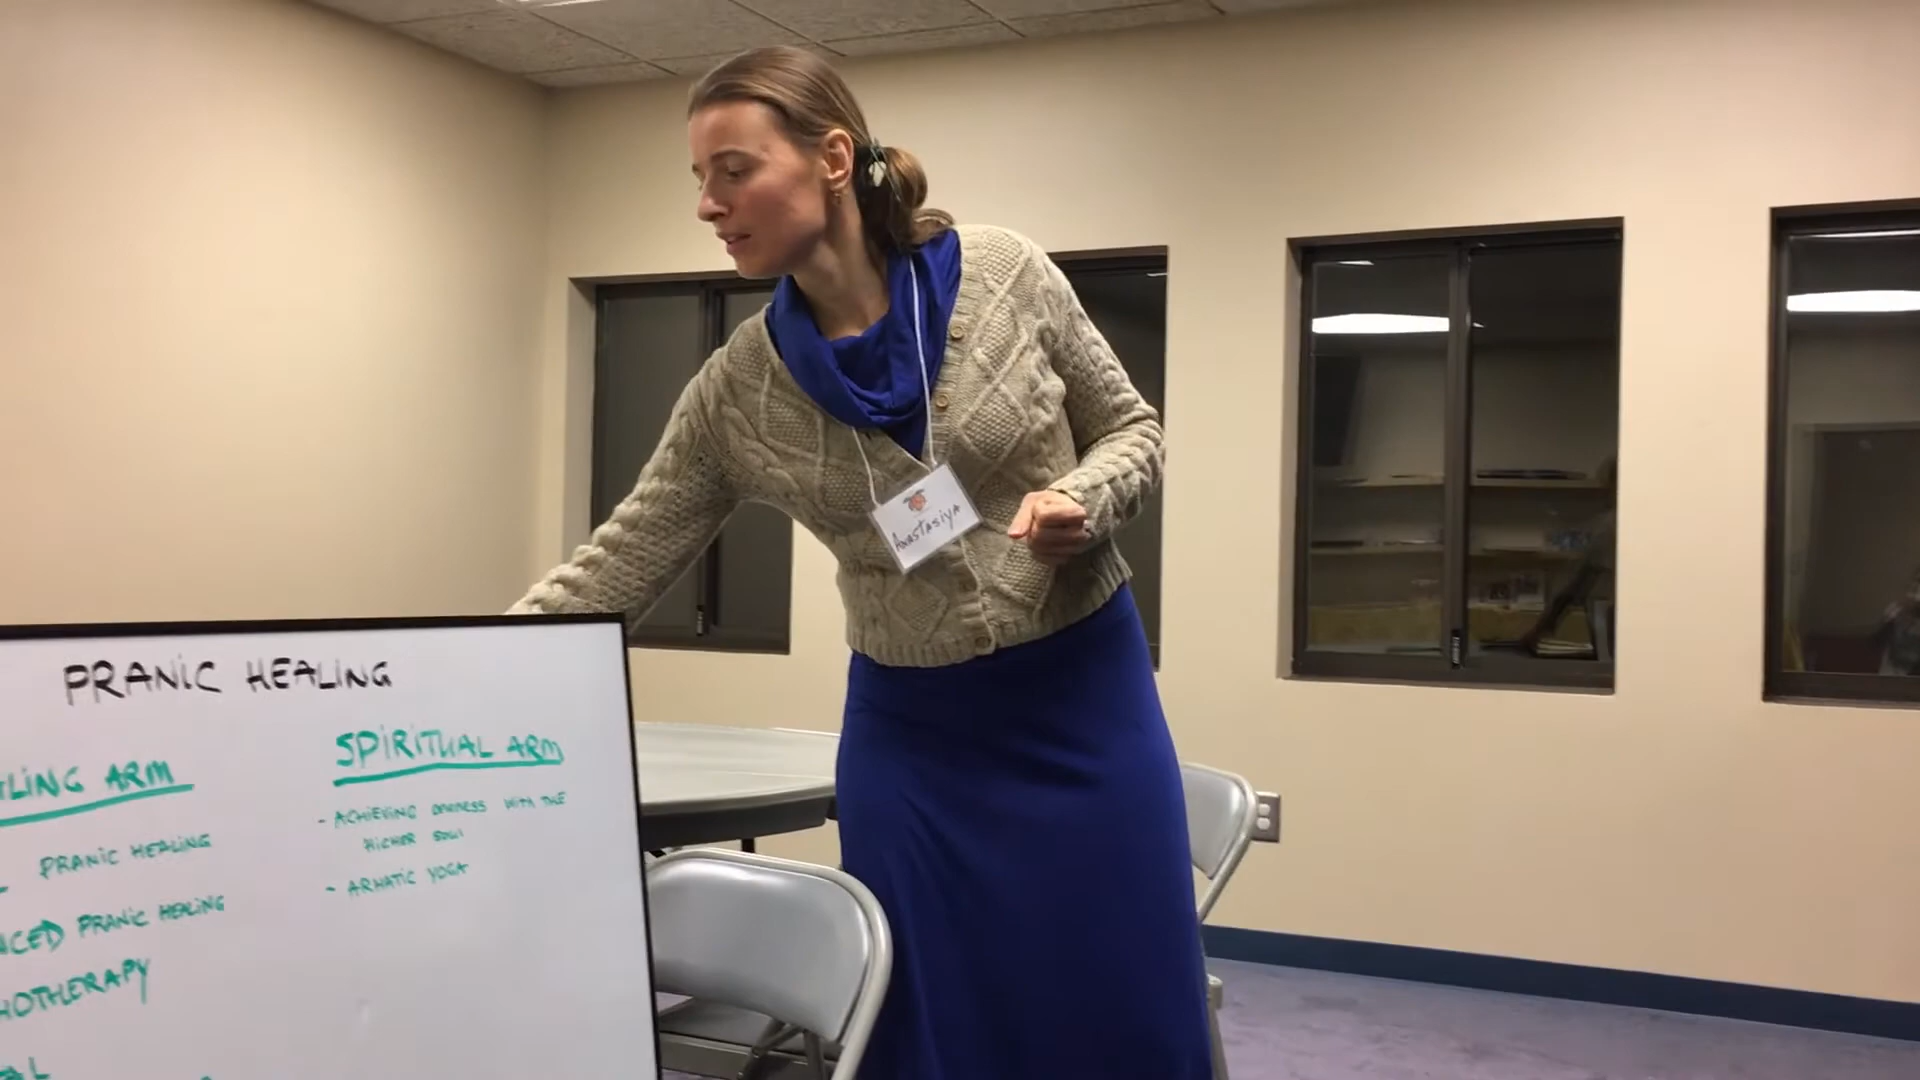 Anastasiya
PRANIC HEALING
LING ARM
PRANIC HEALING
NCED PRANIC HEALING
HOTHERAPY
AL
SPIRITUAL ARM
- ACHIEVING ONENESS WITH THE
HIGHER SOUL
- ARHATIC YOGA